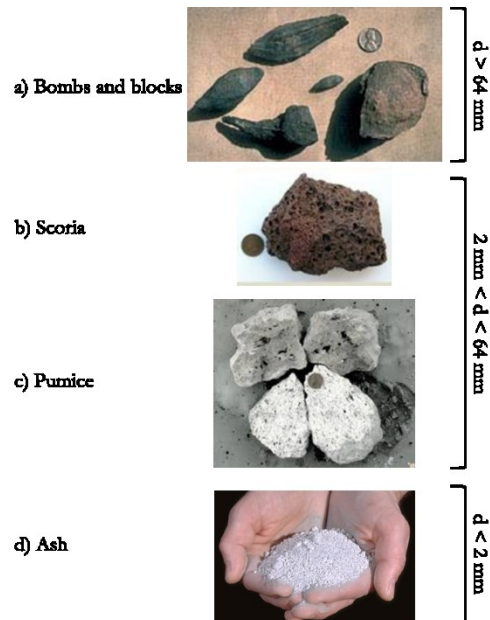 a) Bombs and blocks
d > 64 mm
b) Scoria
2 mm < d < 64 mm
c) Pumice
d) Ash
d < 2 mm